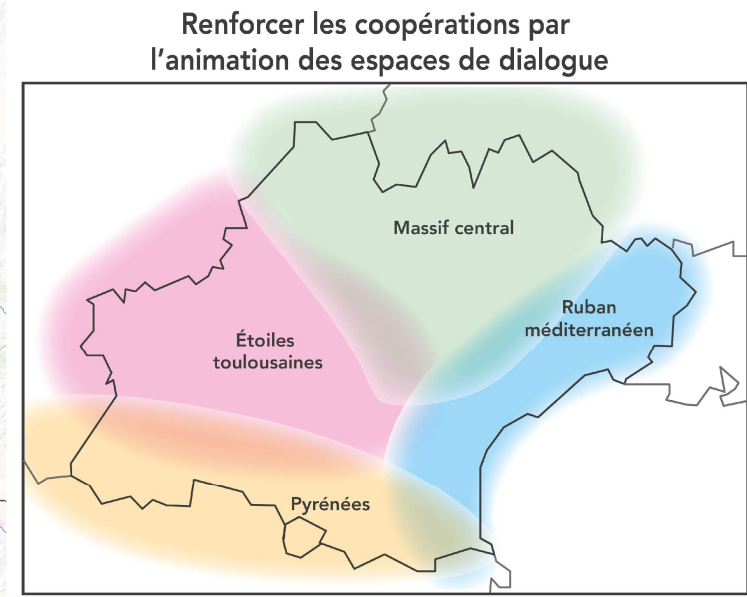 Renforcer les coopérations par
l’animation des espaces de dialogue
Massif central
Ruban
méditerranéen
Étoiles
toulousaines
Pyrénées